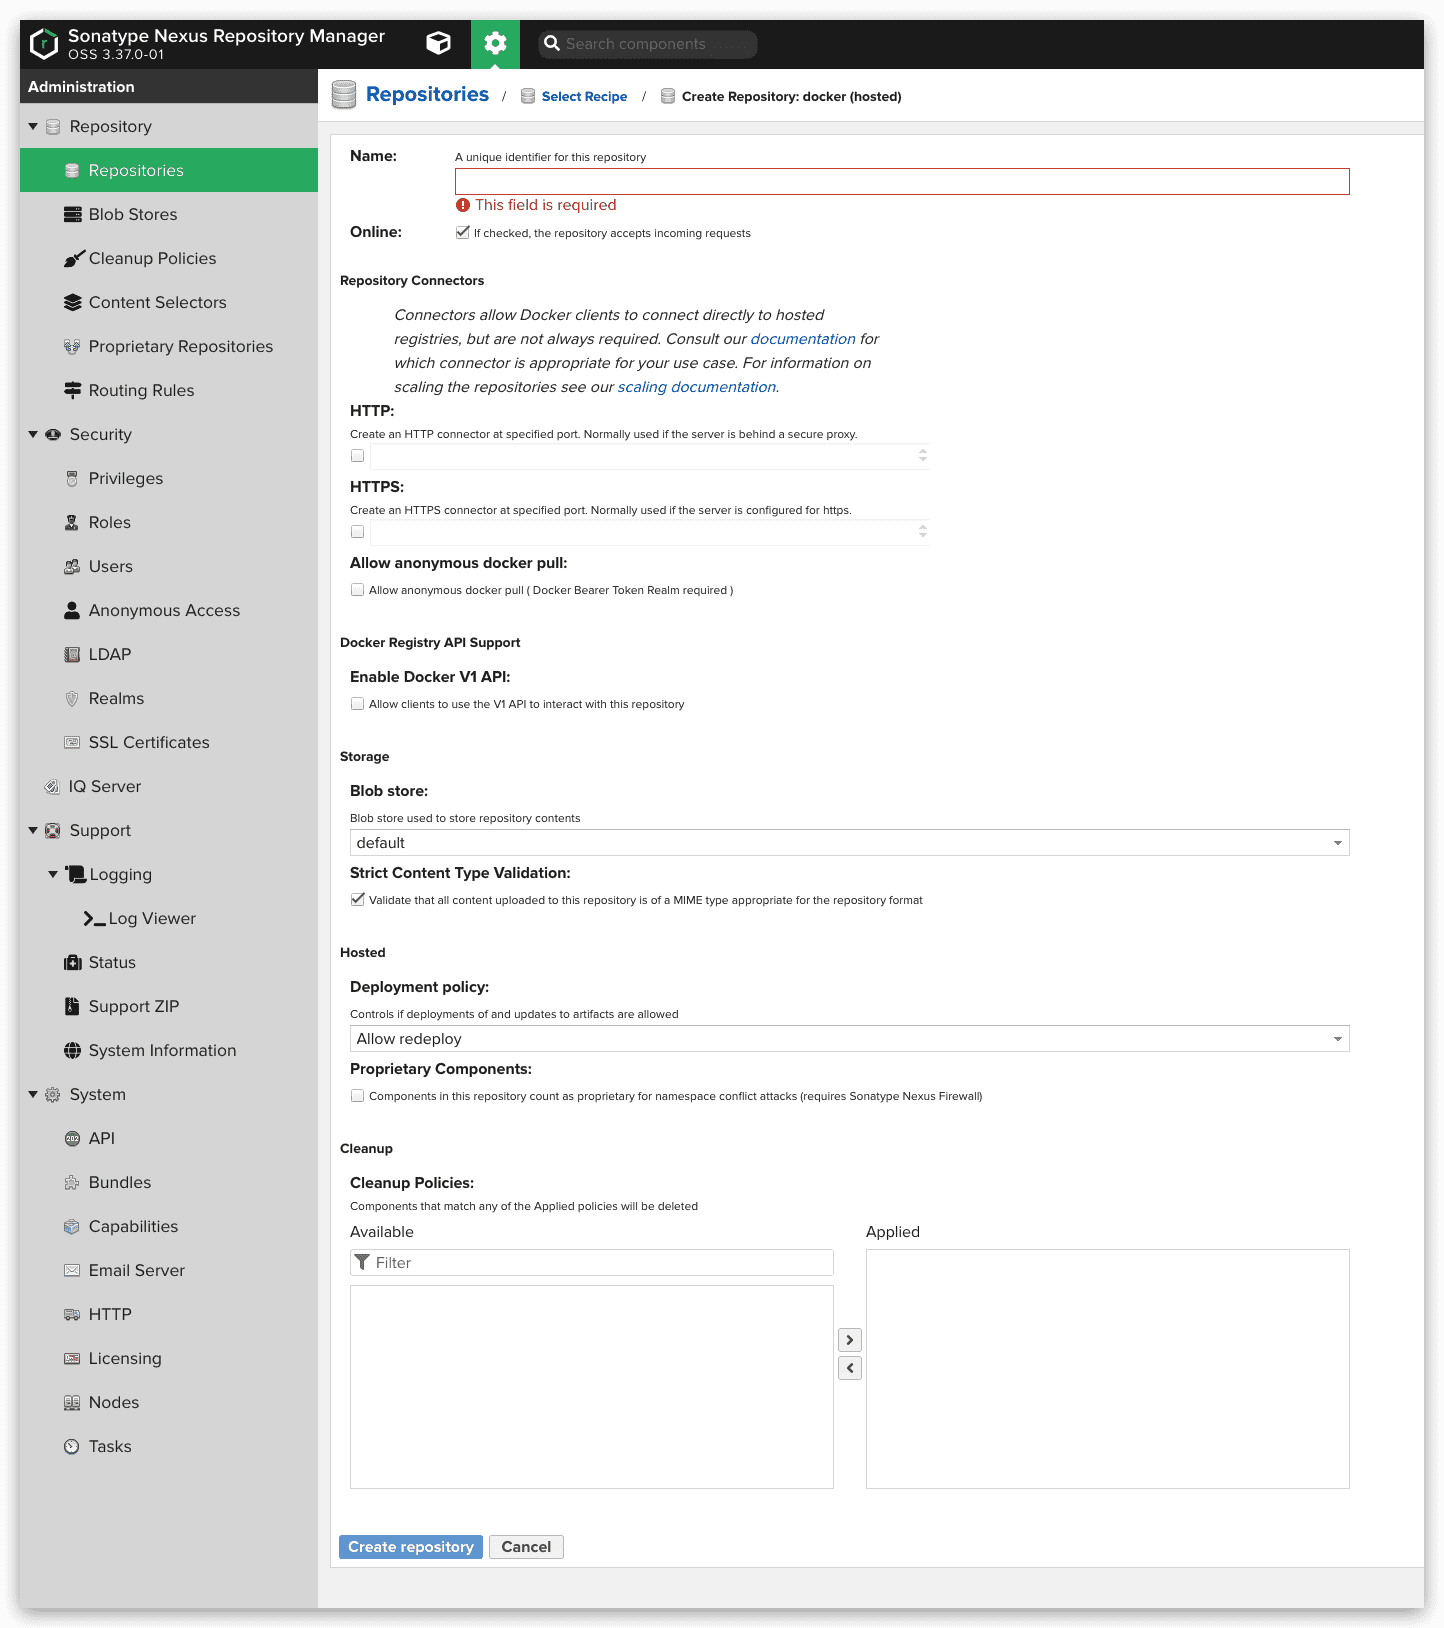 Sonatype Nexus Repository Manager
OSS 3.37.0-01
Search components
Administration
Repository
Repositories
Blob Stores
Cleanup Policies
Content Selectors
Proprietary Repositories
Routing Rules
Security
Privileges
Roles
Users
Anonymous Access
LDAP
Realms
SSL Certificates
IQ Server
Support
Logging
Log Viewer
Status
Support ZIP
System Information
System
API
Bundles
Capabilities
Email Server
HTTP
Licensing
Nodes
Tasks
Repositories / Select Recipe / Create Repository: docker (hosted)
Name:
A unique identifier for this repository
This field is required
Online:
If checked, the repository accepts incoming requests
Repository Connectors
Connectors allow Docker clients to connect directly to hosted
registries, but are not always required. Consult our documentation for
which connector is appropriate for your use case. For information on
scaling the repositories see our scaling documentation.
HTTP:
Create an HTTP connector at specified port. Normally used if the server is behind a secure proxy.
HTTPS:
Create an HTTPS connector at specified port. Normally used if the server is configured for https.
Allow anonymous docker pull:
Allow anonymous docker pull ( Docker Bearer Token Realm required )
Docker Registry API Support
Enable Docker V1 API:
Allow clients to use the V1 API to interact with this repository
Storage
Blob store:
Blob store used to store repository contents
default
Strict Content Type Validation:
Validate that all content uploaded to this repository is of a MIME type appropriate for the repository format
Hosted
Deployment policy:
Controls if deployments of and updates to artifacts are allowed
Allow redeploy
Proprietary Components:
Components in this repository count as proprietary for namespace conflict attacks (requires Sonatype Nexus Firewall)
Cleanup
Cleanup Policies:
Components that match any of the Applied policies will be deleted
Available
Filter
Applied
Create repository
Cancel